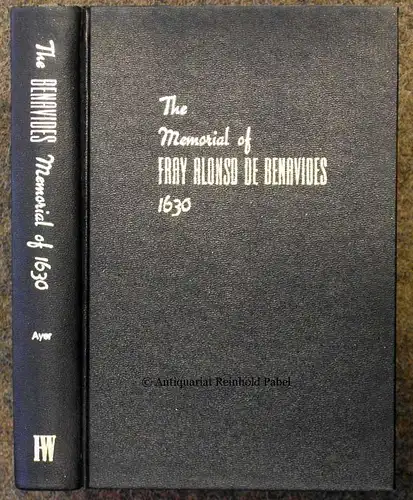 The BENAVIDES Memorial of 1630
Ayer
HW
The
Memorial of
FRAY ALONSO DE BENAVIDES
1630
© Antiquariat Reinhold Pabel